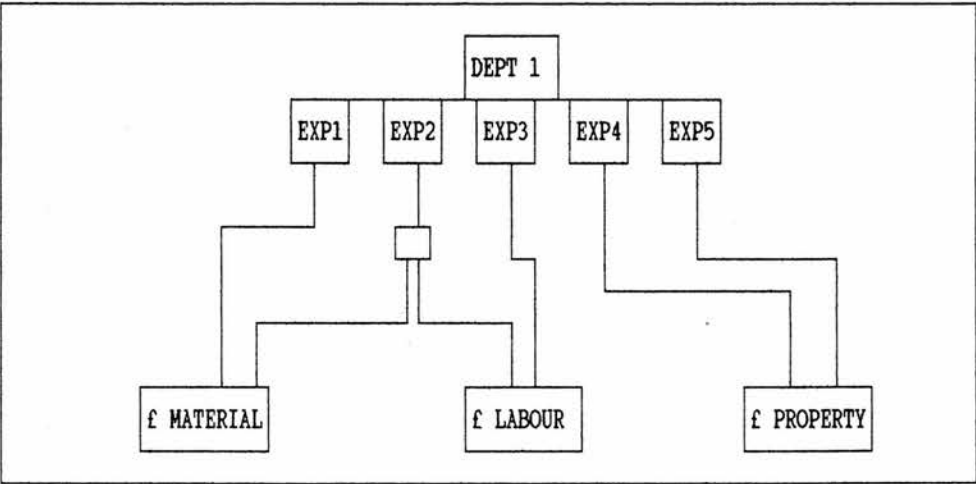 DEPT 1
EXP1 EXP2 EXP3 EXP4 EXP5
£ MATERIAL £ LABOUR £ PROPERTY